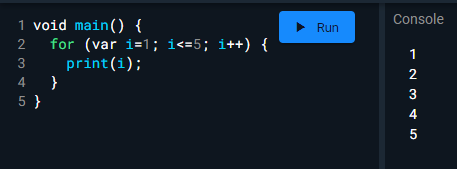 1 void main() {
2   for (var i=1; i<=5; i++) {
3     print(i);
4   }
5 }
Run
Console
1
2
3
4
5